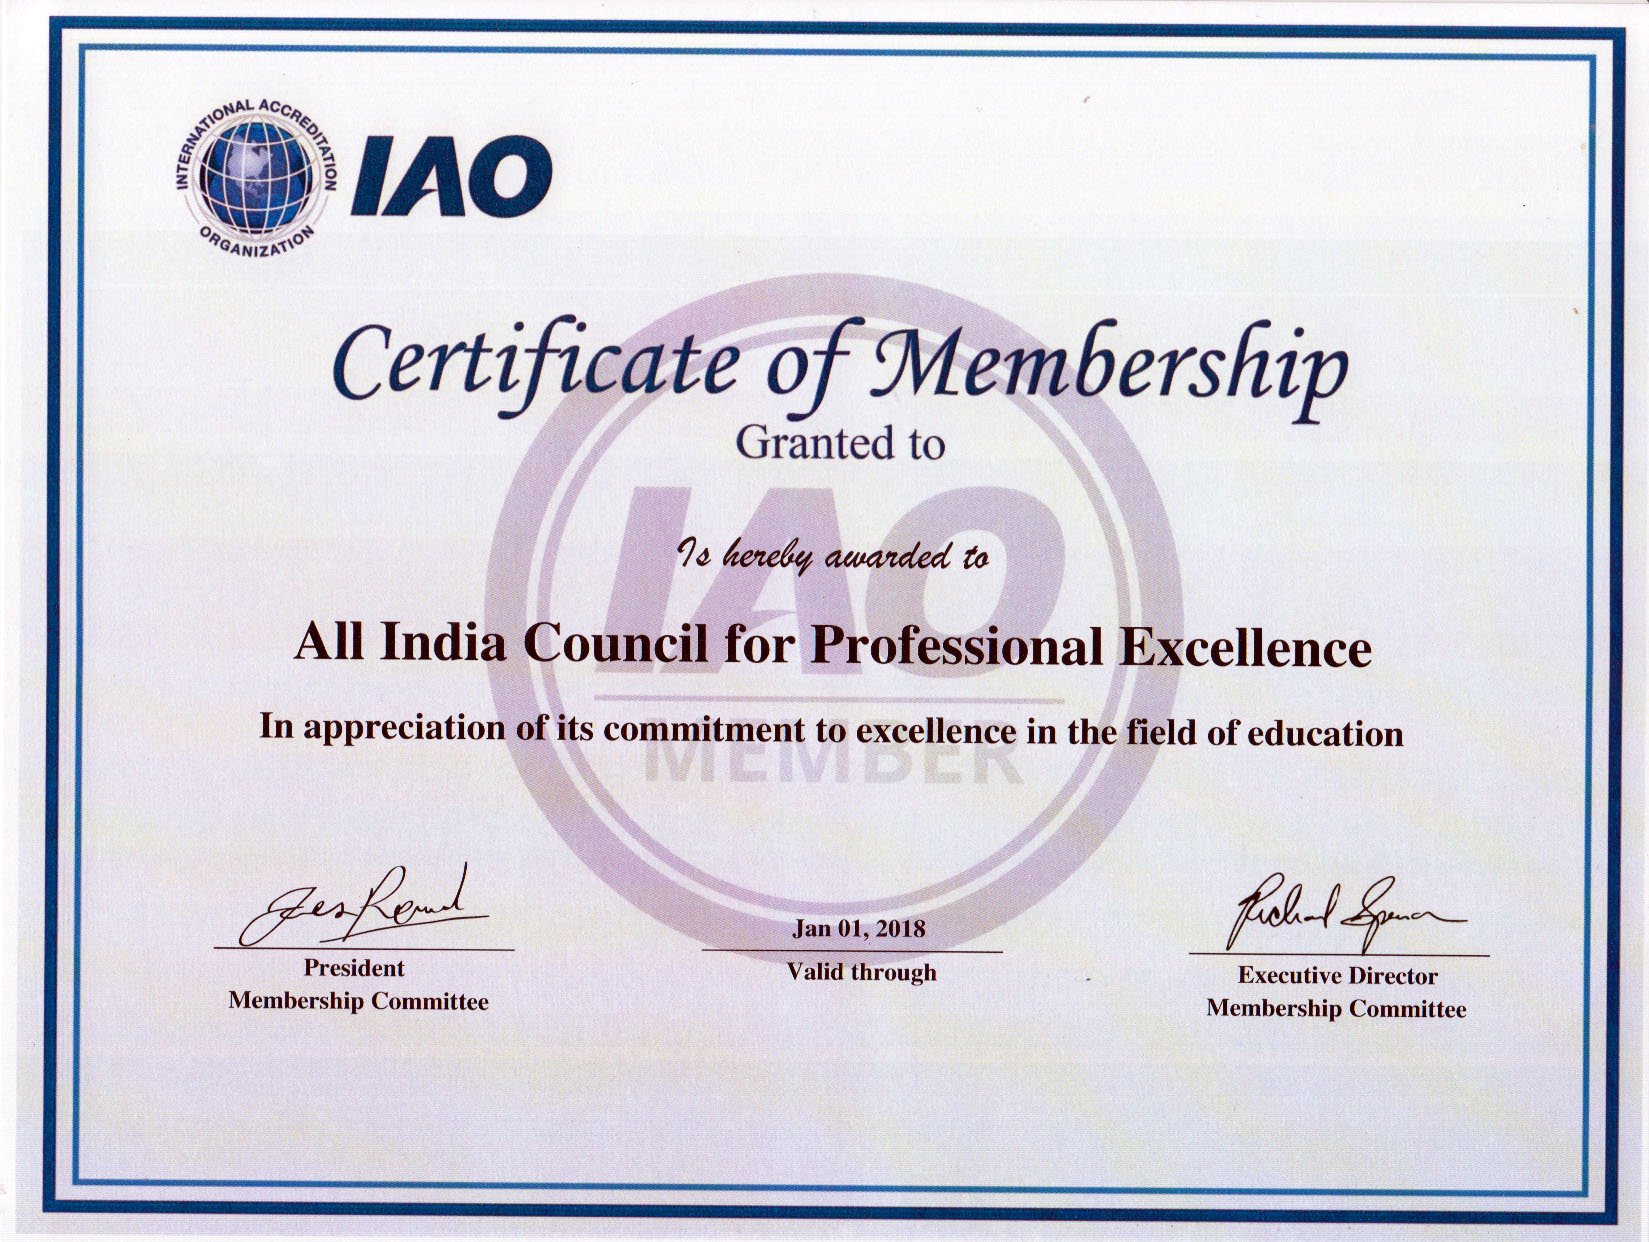 INTERNATIONAL ACCREDITATION
ORGANIZATION
IAO
Certificate of Membership
Granted to
IAO
Is hereby awarded to
All India Council for Professional Excellence
In appreciation of its commitment to excellence in the field of education
MEMBER
Richard Spencer
Jan 01, 2018
President
Membership Committee
Valid through
Executive Director
Membership Committee